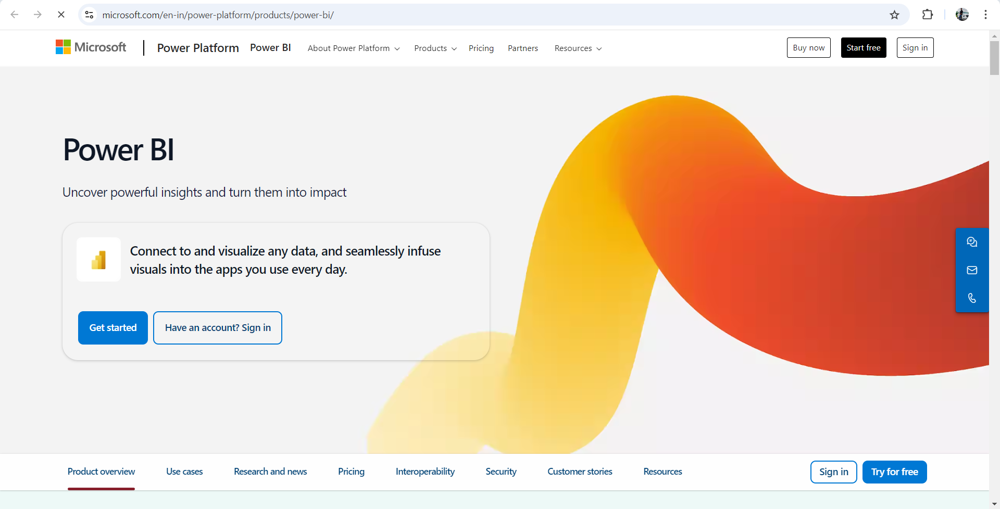 microsoft.com/en-in/power-platform/products/power-bi/
Microsoft Power Platform Power BI About Power Platform Products Pricing Partners Resources Buy now Start free Sign in
Power BI
Uncover powerful insights and turn them into impact
Connect to and visualize any data, and seamlessly infuse
visuals into the apps you use every day.
Get started Have an account? Sign in
Product overview Use cases Research and news Pricing Interoperability Security Customer stories Resources Sign in Try for free